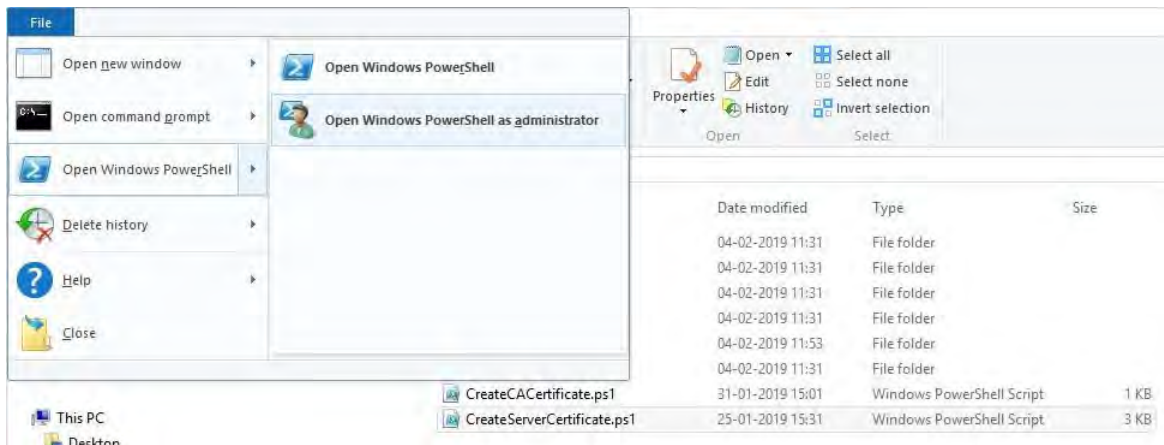 File
Open new window
Open command prompt
Open Windows PowerShell
Delete history
Help
Close
Open Windows PowerShell
Open Windows PowerShell as administrator
Properties
Open
Edit
History
Open
Select all
Select none
Invert selection
Select
Date modified Type Size
04-02-2019 11:31 File folder
04-02-2019 11:31 File folder
04-02-2019 11:31 File folder
04-02-2019 11:31 File folder
04-02-2019 11:53 File folder
04-02-2019 11:31 File folder
CreateCACertificate.ps1 31-01-2019 15:01 Windows PowerShell Script 1 KB
CreateServerCertificate.ps1 25-01-2019 15:31 Windows PowerShell Script 3 KB
This PC
Desktop